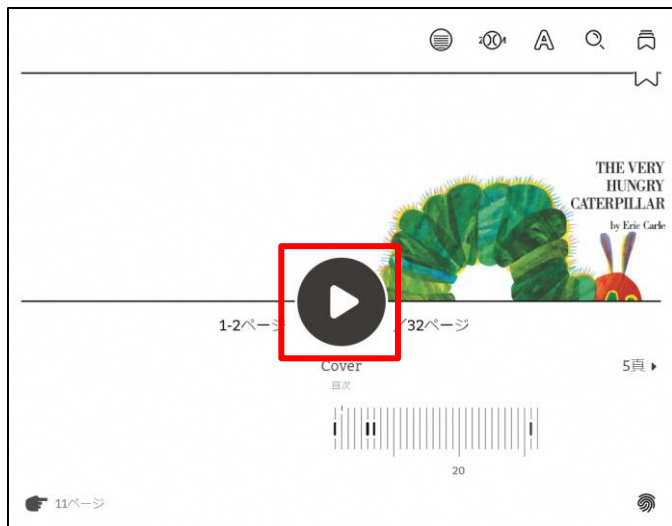 THE VERY
HUNGRY
CATERPILLAR
by Eric Carle
1-2ページ /32ページ
Cover
5頁
目次
20
11ページ